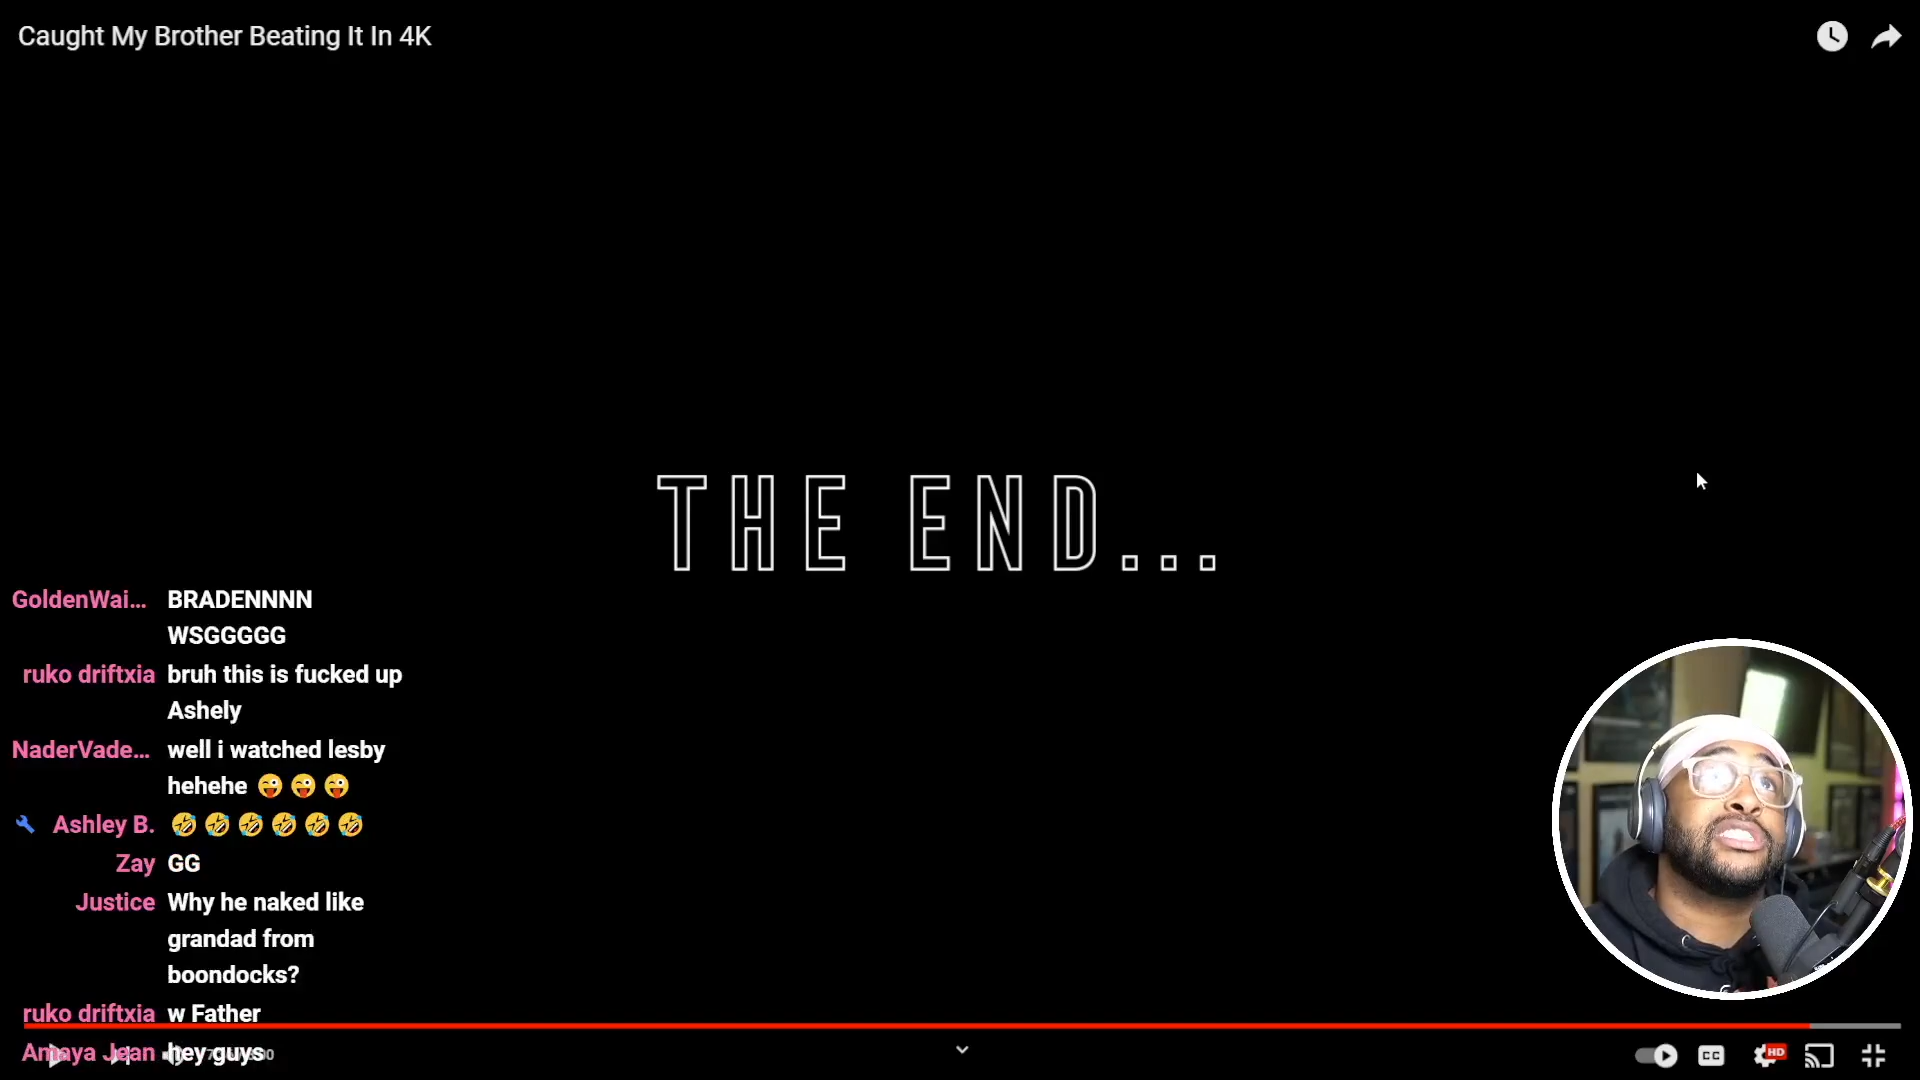 Caught My Brother Beating It In 4K
THE END...
GoldenWai... BRADENNNN
WSGGGGG
ruko driftxia bruh this is fucked up
Ashely
NaderVade... well i watched lesby
hehehe 😜😜😜
Ashley B. 🤣🤣🤣🤣🤣🤣
Zay GG
Justice Why he naked like
grandad from
boondocks?
ruko driftxia w Father
Amaya Jean hey guys
CC
HD